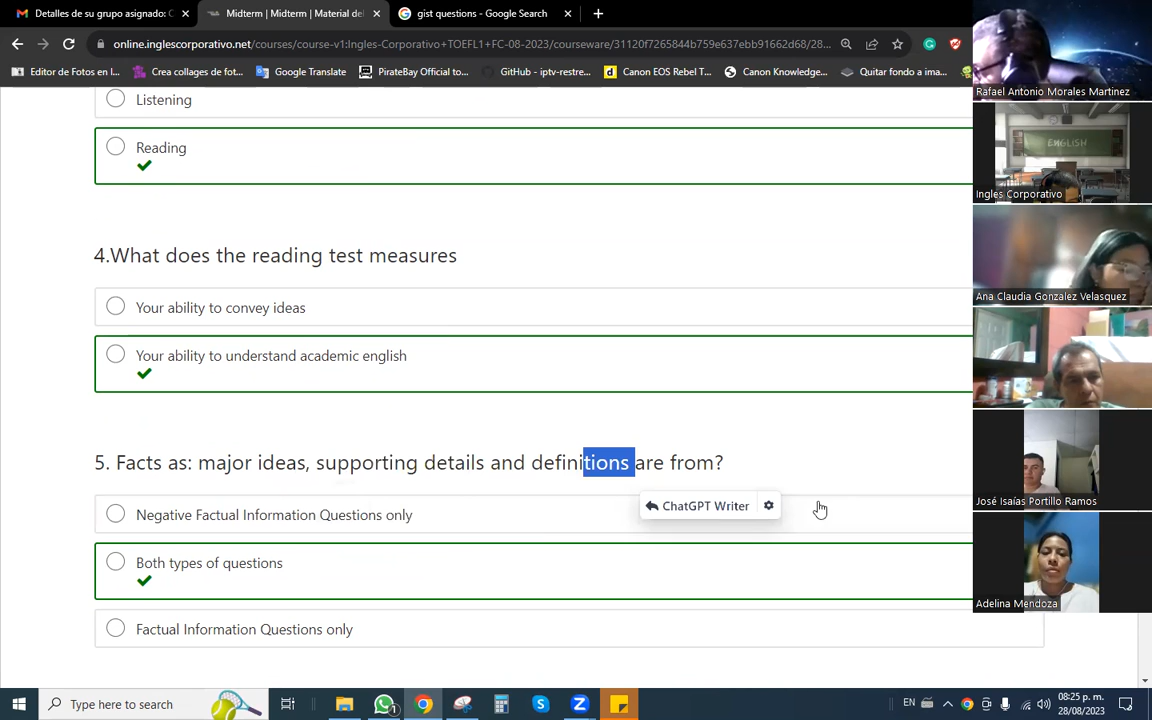 Detalles de su grupo asignado: C
Midterm | Midterm | Material de
gist questions - Google Search
online.inglescorporativo.net/courses/course-v1:Ingles-Corporativo+TOEFL1+FC-08-2023/courseware/31120f7265844b759e637ebb91662d68/28...
Editor de Fotos en l...
Crea collages de fot...
Google Translate
PirateBay Official to...
GitHub - iptv-restre...
Canon EOS Rebel T...
Canon Knowledge...
Quitar fondo a ima...
Listening
Reading
4.What does the reading test measures
Your ability to convey ideas
Your ability to understand academic english
5. Facts as: major ideas, supporting details and definitions are from?
ChatGPT Writer
Negative Factual Information Questions only
Both types of questions
Factual Information Questions only
Rafael Antonio Morales Martinez
ENGLISH
Ingles Corporativo
Ana Claudia Gonzalez Velasquez
José Isaías Portillo Ramos
Adelina Mendoza
Type here to search
1
EN
08:25 p. m.
28/08/2023